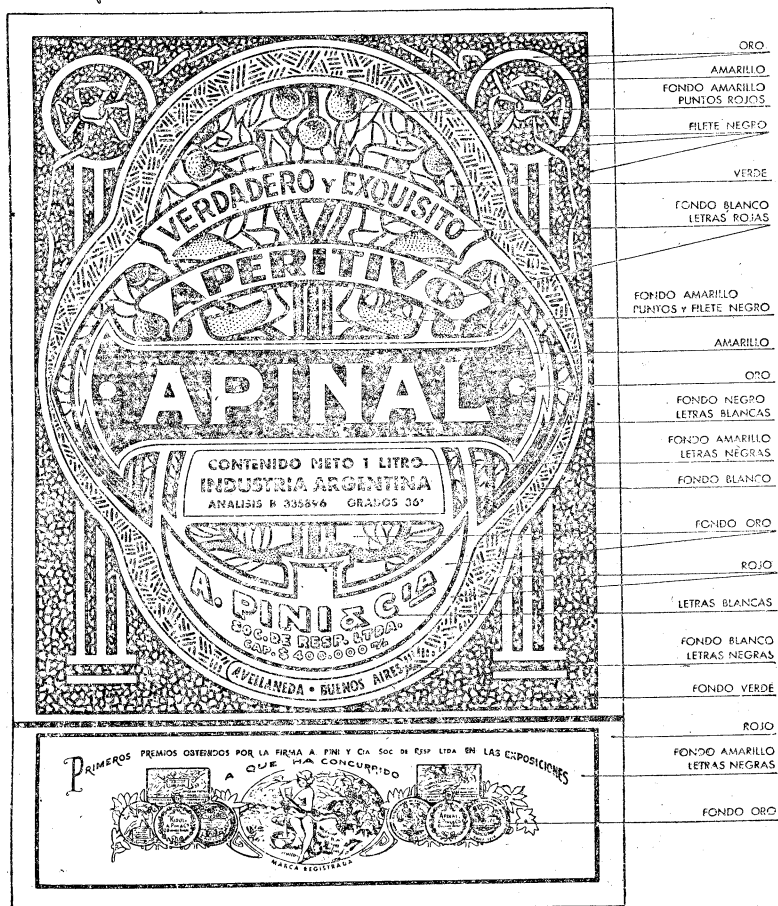 VERDADERO Y EXQUISITO
APERITIVO
APINAL
CONTENIDO NETO 1 LITRO
INDUSTRIA ARGENTINA
ANALISIS B 335896 GRADOS 36°
A. PINI & CIA
SOC. DE RESP. LTDA.
CAP. $ 400.000 %
AVELLANEDA • BUENOS AIRES
PRIMEROS PREMIOS OBTENIDOS POR LA FIRMA A. PINI Y CIA SOC DE RESP LTDA EN LAS EXPOSICIONES
A QUE HA CONCURRIDO
APINAL
MARCA REGISTRADA
ORO
AMARILLO
FONDO AMARILLO
PUNTOS ROJOS
FILETE NEGRO
VERDE
FONDO BLANCO
LETRAS ROJAS
FONDO AMARILLO
PUNTOS Y FILETE NEGRO
AMARILLO
ORO
FONDO NEGRO
LETRAS BLANCAS
FONDO AMARILLO
LETRAS NEGRAS
FONDO BLANCO
FONDO ORO
ROJO
LETRAS BLANCAS
FONDO BLANCO
LETRAS NEGRAS
FONDO VERDE
ROJO
FONDO AMARILLO
LETRAS NEGRAS
FONDO ORO